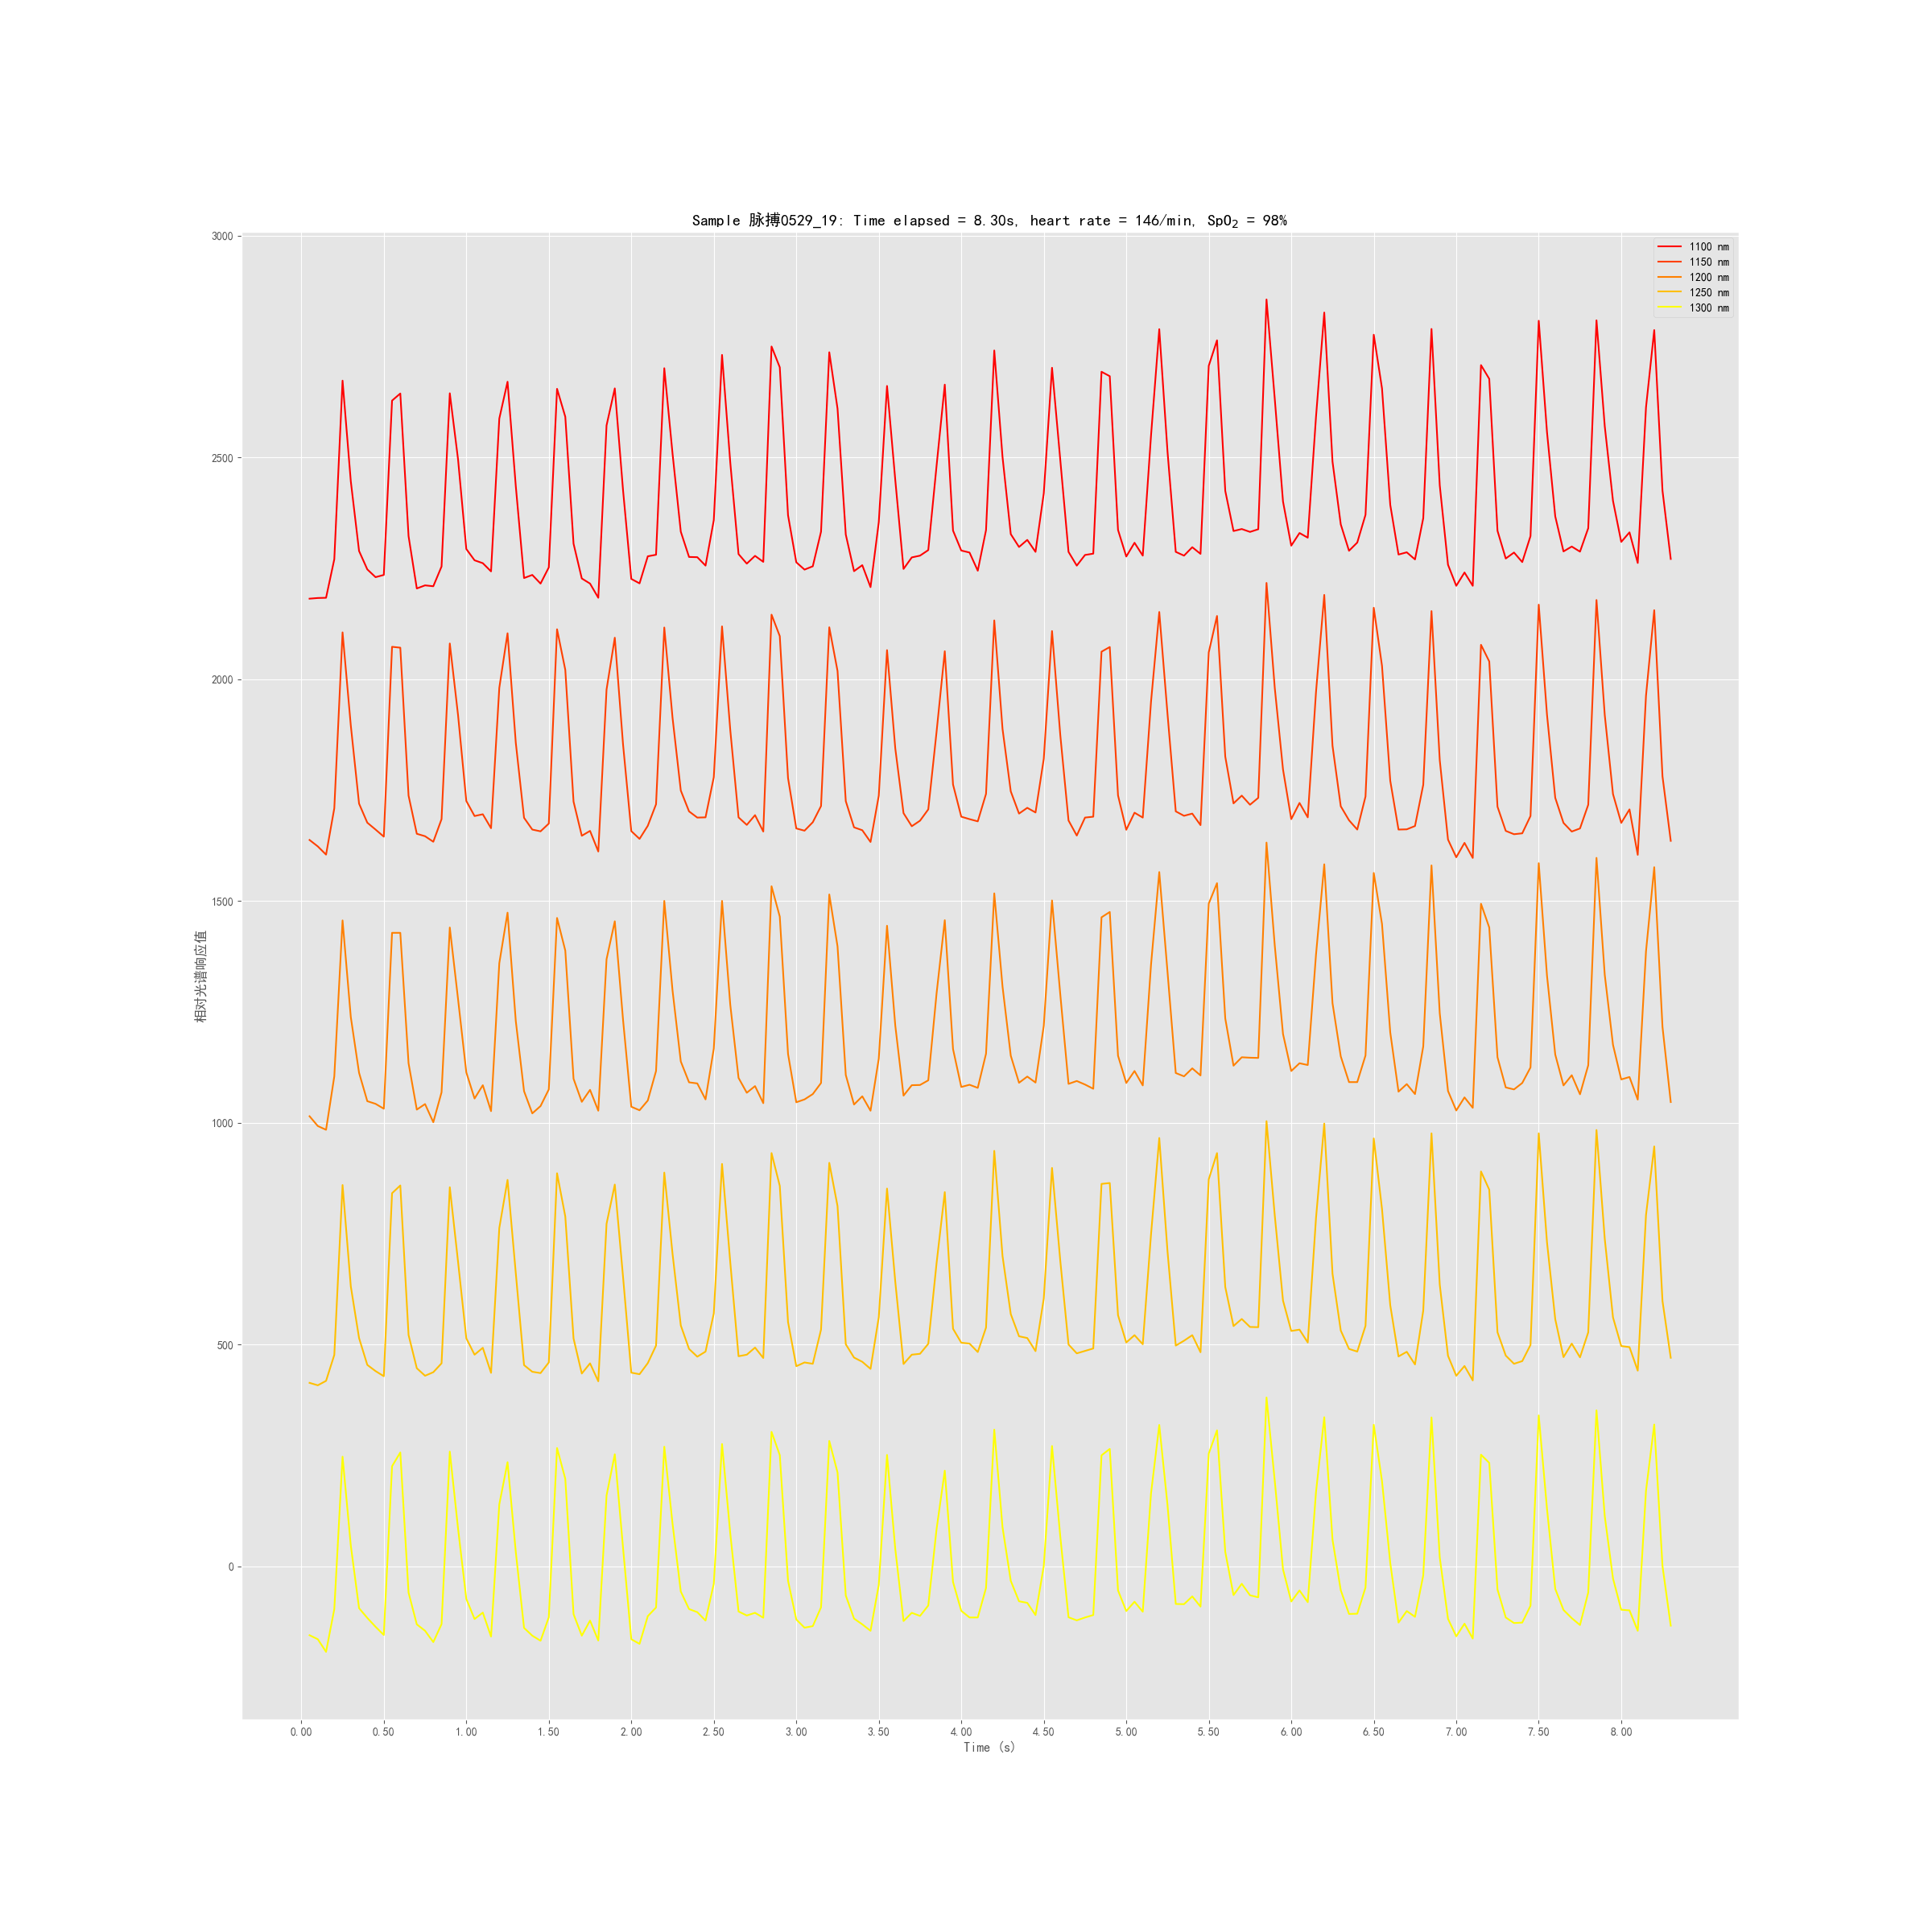 Sample 脉搏0529_19: Time elapsed = 8.30s, heart rate = 146/min, SpO₂ = 98%
3000
1100 nm
1150 nm
1200 nm
1250 nm
1300 nm
2500
2000
1500
1000
500
0
相对光谱响应值
0.00 0.50 1.00 1.50 2.00 2.50 3.00 3.50 4.00 4.50 5.00 5.50 6.00 6.50 7.00 7.50 8.00
Time (s)